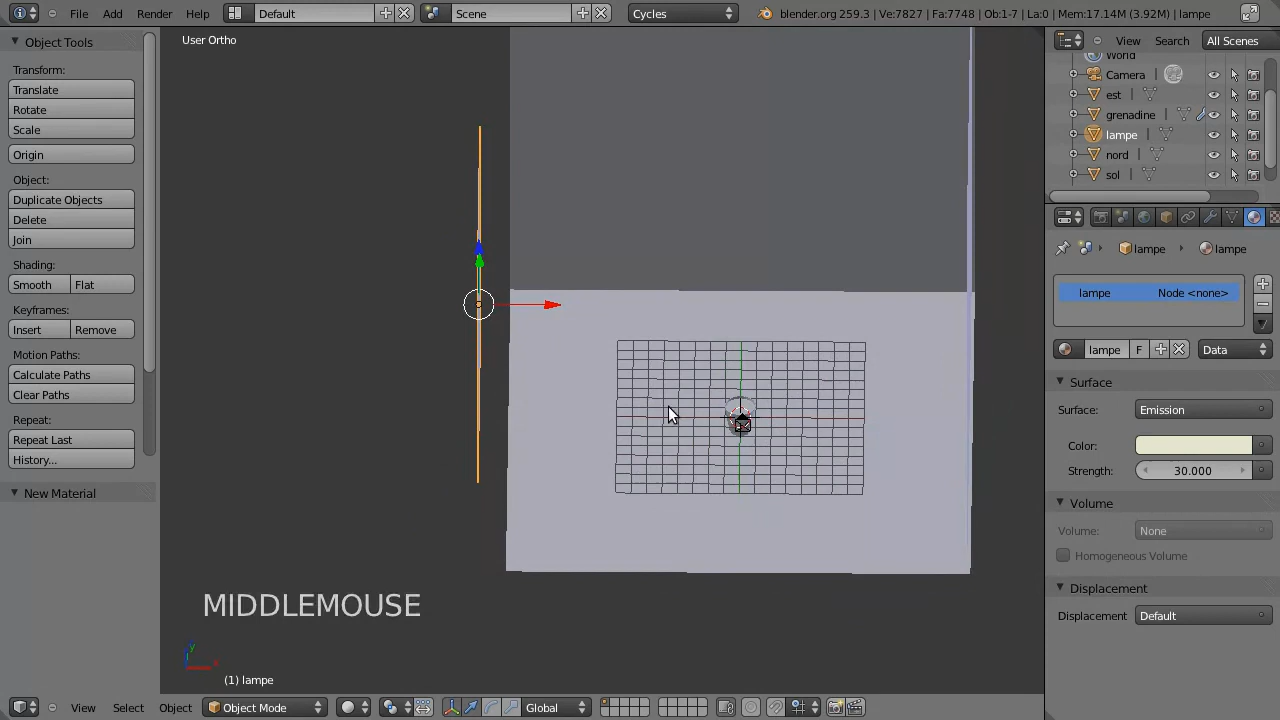 File Add Render Help Default Scene Cycles blender.org 259.3 | Ve:7827 | Fa:7748 | Ob:1-7 | La:0 | Mem:17.14M (3.92M) | lampe
Object Tools
Transform:
Translate
Rotate
Scale
Origin
Object:
Duplicate Objects
Delete
Join
Shading:
Smooth Flat
Keyframes:
Insert Remove
Motion Paths:
Calculate Paths
Clear Paths
Repeat:
Repeat Last
History...
New Material
User Ortho
MIDDLEMOUSE
y
x
(1) lampe
View Select Object Object Mode Global
View Search All Scenes
World
Camera
est
grenadine
lampe
nord
sol
lampe lampe
lampe Node <none>
lampe F Data
Surface
Surface: Emission
Color:
Strength: 30.000
Volume
Volume: None
Homogeneous Volume
Displacement
Displacement: Default